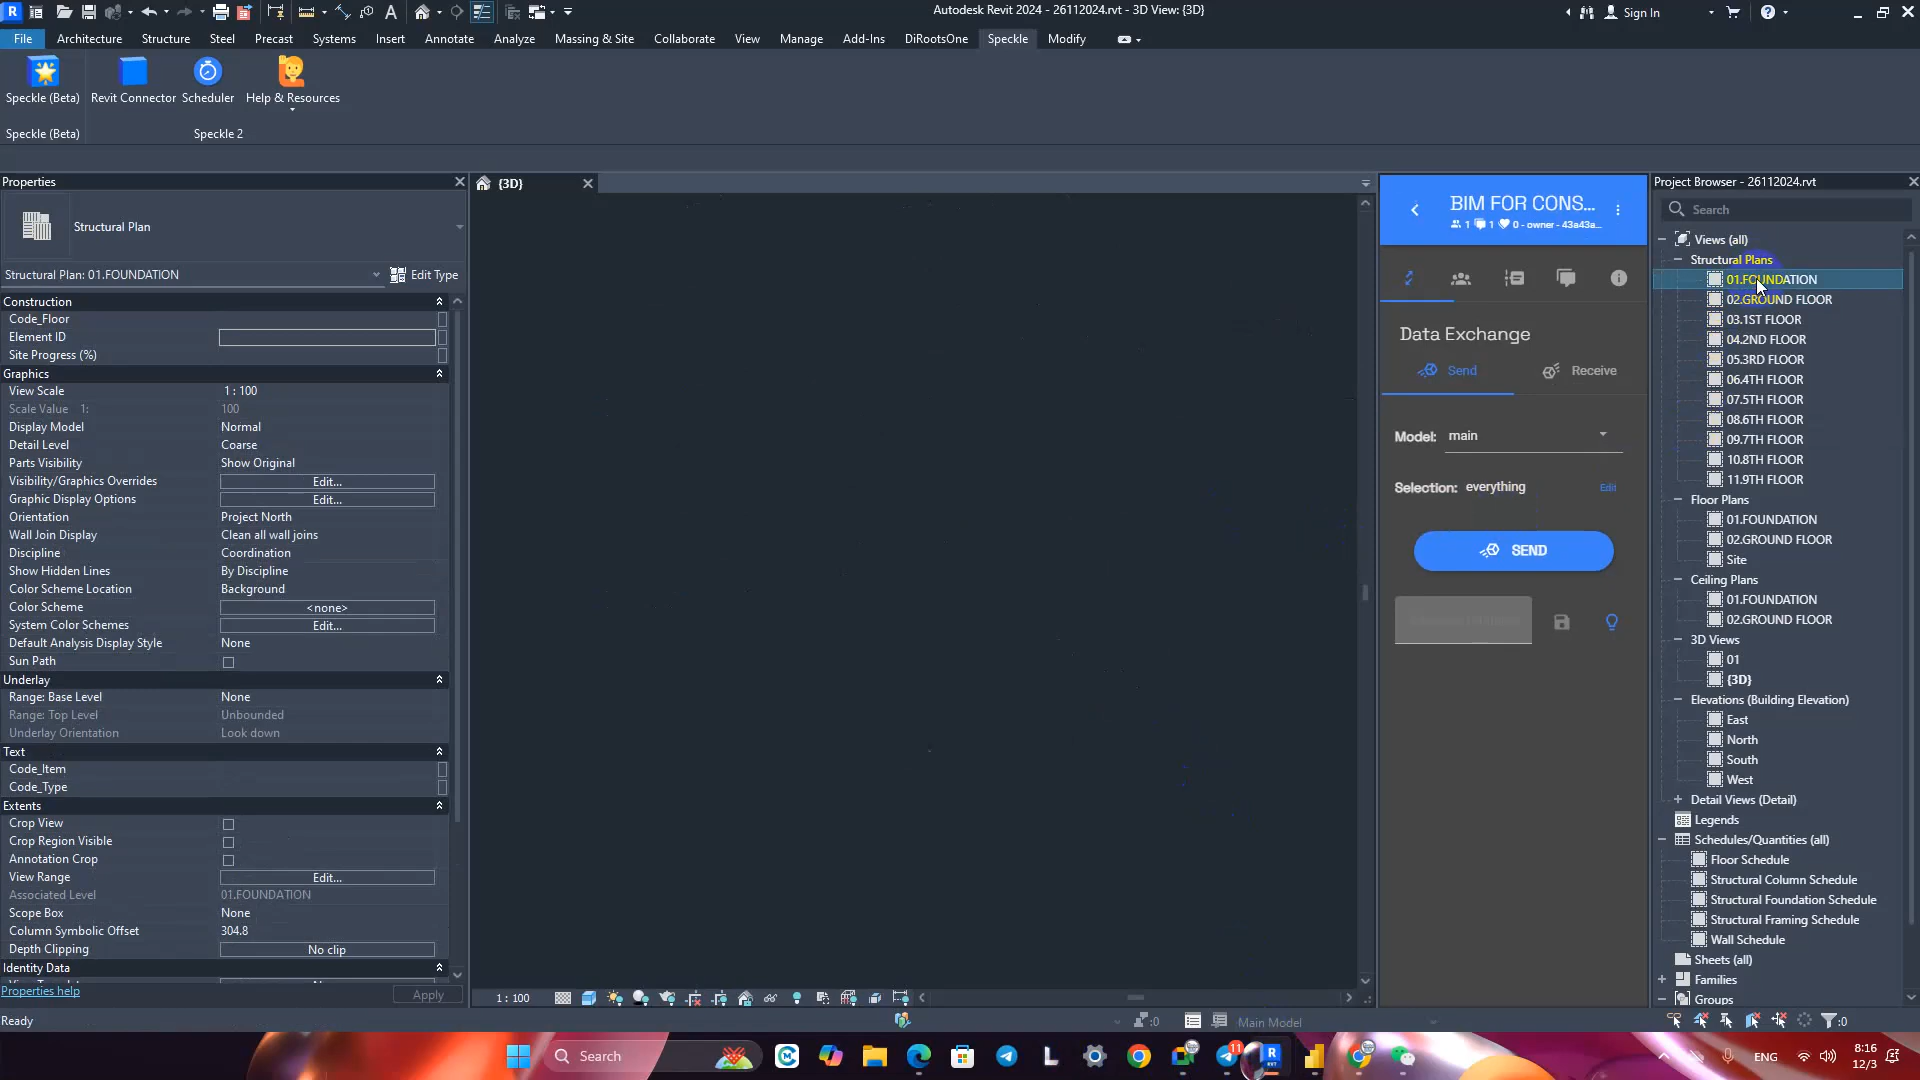 Autodesk Revit 2024 - 26112024.rvt - 3D View: {3D}
Sign In
File
Architecture
Structure
Steel
Precast
Systems
Insert
Annotate
Analyze
Massing & Site
Collaborate
View
Manage
Add-Ins
DiRootsOne
Speckle
Modify
Speckle (Beta)
Revit Connector
Scheduler
Help & Resources
Speckle (Beta)
Speckle 2
Properties
Structural Plan
Structural Plan: 01.FOUNDATION
Edit Type
Construction
Code_Floor
Element ID
Site Progress (%)
Graphics
View Scale 1 : 100
Scale Value 1: 100
Display Model Normal
Detail Level Coarse
Parts Visibility Show Original
Visibility/Graphics Overrides Edit...
Graphic Display Options Edit...
Orientation Project North
Wall Join Display Clean all wall joins
Discipline Coordination
Show Hidden Lines By Discipline
Color Scheme Location Background
Color Scheme <none>
System Color Schemes Edit...
Default Analysis Display Style None
Sun Path
Underlay
Range: Base Level None
Range: Top Level Unbounded
Underlay Orientation Look down
Text
Code_Item
Code_Type
Extents
Crop View
Crop Region Visible
Annotation Crop
View Range Edit...
Associated Level 01.FOUNDATION
Scope Box None
Column Symbolic Offset 304.8
Depth Clipping No clip
Identity Data
Properties help
Apply
Ready
{3D}
1 : 100
BIM FOR CONS...
1 1 0 - owner - 43a43a...
Data Exchange
Send
Receive
Model: main
Selection: everything Edit
SEND
Project Browser - 26112024.rvt
Search
Views (all)
Structural Plans
01.FOUNDATION
02.GROUND FLOOR
03.1ST FLOOR
04.2ND FLOOR
05.3RD FLOOR
06.4TH FLOOR
07.5TH FLOOR
08.6TH FLOOR
09.7TH FLOOR
10.8TH FLOOR
11.9TH FLOOR
Floor Plans
01.FOUNDATION
02.GROUND FLOOR
Site
Ceiling Plans
01.FOUNDATION
02.GROUND FLOOR
3D Views
01
{3D}
Elevations (Building Elevation)
East
North
South
West
Detail Views (Detail)
Legends
Schedules/Quantities (all)
Floor Schedule
Structural Column Schedule
Structural Foundation Schedule
Structural Framing Schedule
Wall Schedule
Sheets (all)
Families
Groups
:0
Main Model
:0
Search
11
ENG
8:16
12/3